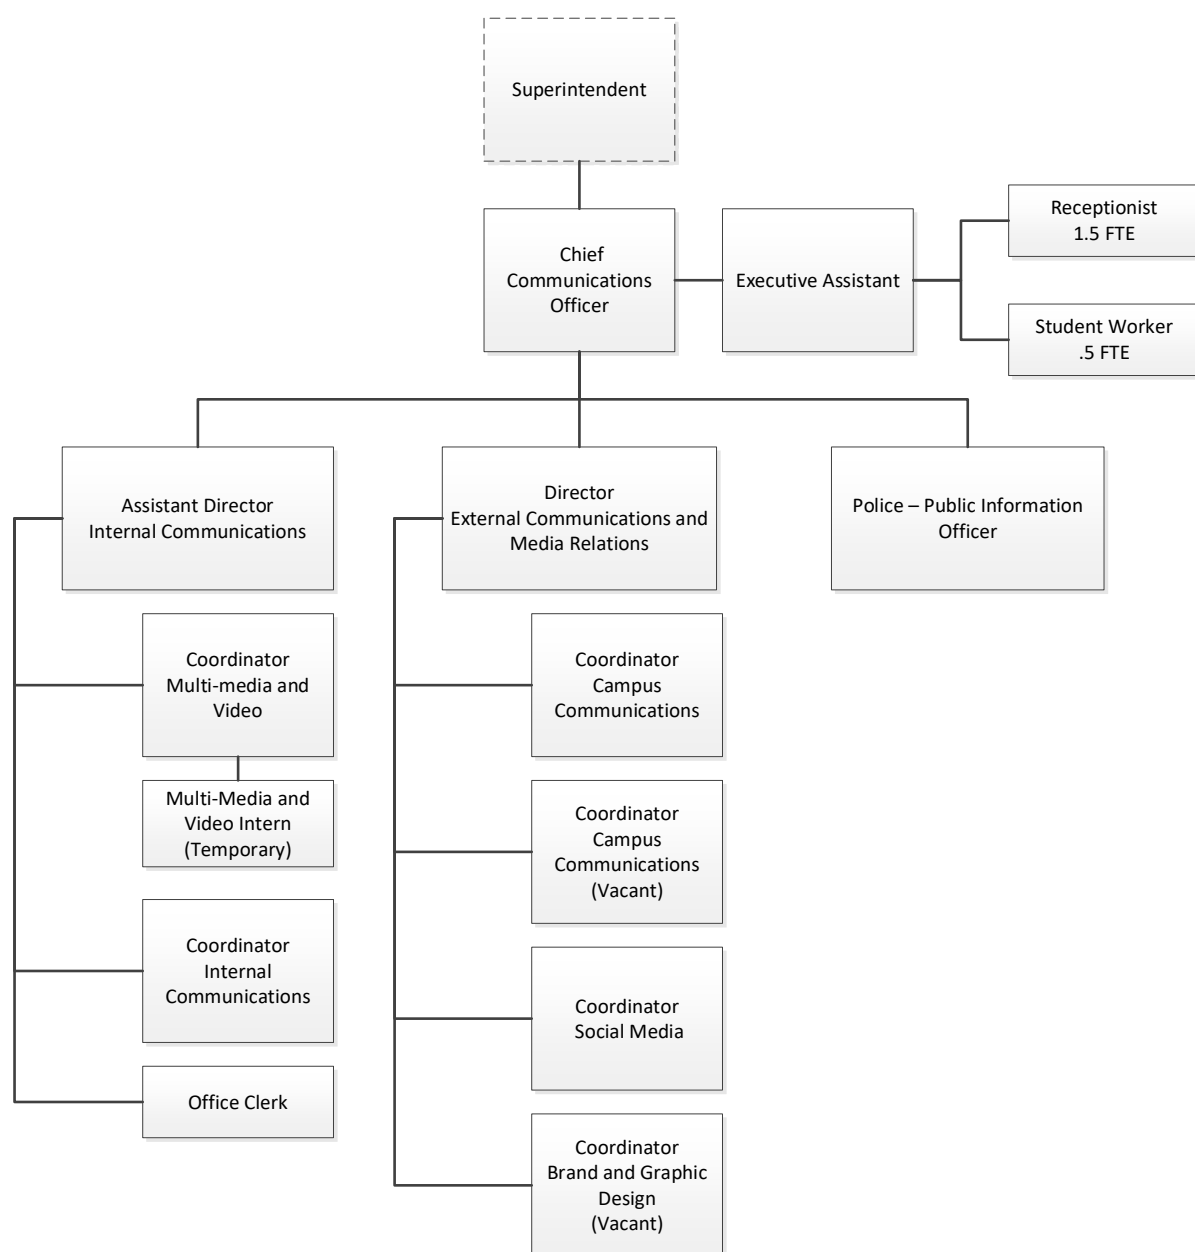 Superintendent
Chief
Communications
Officer
Executive Assistant
Receptionist
1.5 FTE
Student Worker
.5 FTE
Assistant Director
Internal Communications
Director
External Communications and
Media Relations
Police – Public Information
Officer
Coordinator
Multi-media and
Video
Multi-Media and
Video Intern
(Temporary)
Coordinator
Internal
Communications
Office Clerk
Coordinator
Campus
Communications
Coordinator
Campus
Communications
(Vacant)
Coordinator
Social Media
Coordinator
Brand and Graphic
Design
(Vacant)